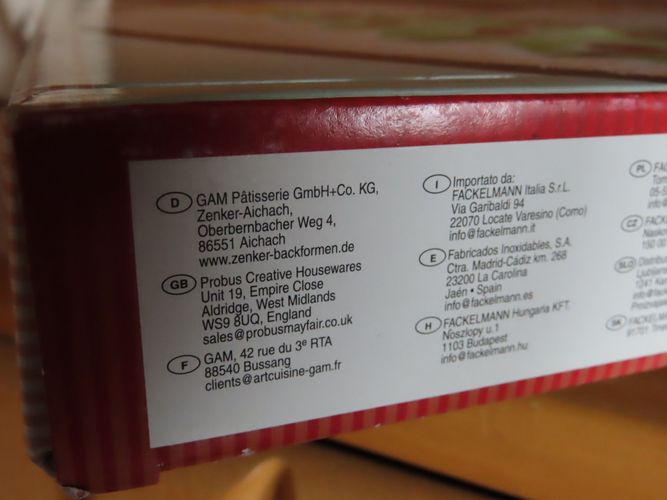 D GAM Pâtisserie GmbH+Co. KG,
Zenker-Aichach,
Oberbernbacher Weg 4,
86551 Aichach
www.zenker-backformen.de
GB Probus Creative Housewares
Unit 19, Empire Close
Aldridge, West Midlands
WS9 8UQ, England
sales@probusmayfair.co.uk
F GAM, 42 rue du 3e RTA
88540 Bussang
clients@artcuisine-gam.fr
I Importato da:
FACKELMANN Italia S.r.L.
Via Garibaldi 94
22070 Locate Varesino (Como)
info@fackelmann.it
E Fabricados Inoxidables, S.A.
Ctra. Madrid-Cádiz km. 268
23200 La Carolina
Jaén • Spain
info@fackelmann.es
H FACKELMANN Hungaria KFT.
Noszlopy u.1
1103 Budapest
info@fackelmann.hu
PL
CZ
SLO
SK